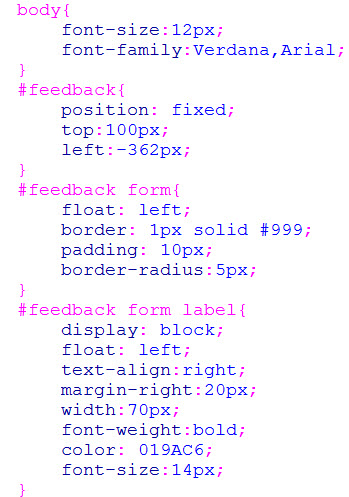 body{
    font-size:12px;
    font-family:Verdana,Arial;
}
#feedback{
    position: fixed;
    top:100px;
    left:-362px;
}
#feedback form{
    float: left;
    border: 1px solid #999;
    padding: 10px;
    border-radius:5px;
}
#feedback form label{
    display: block;
    float: left;
    text-align:right;
    margin-right:20px;
    width:70px;
    font-weight:bold;
    color: 019AC6;
    font-size:14px;
}